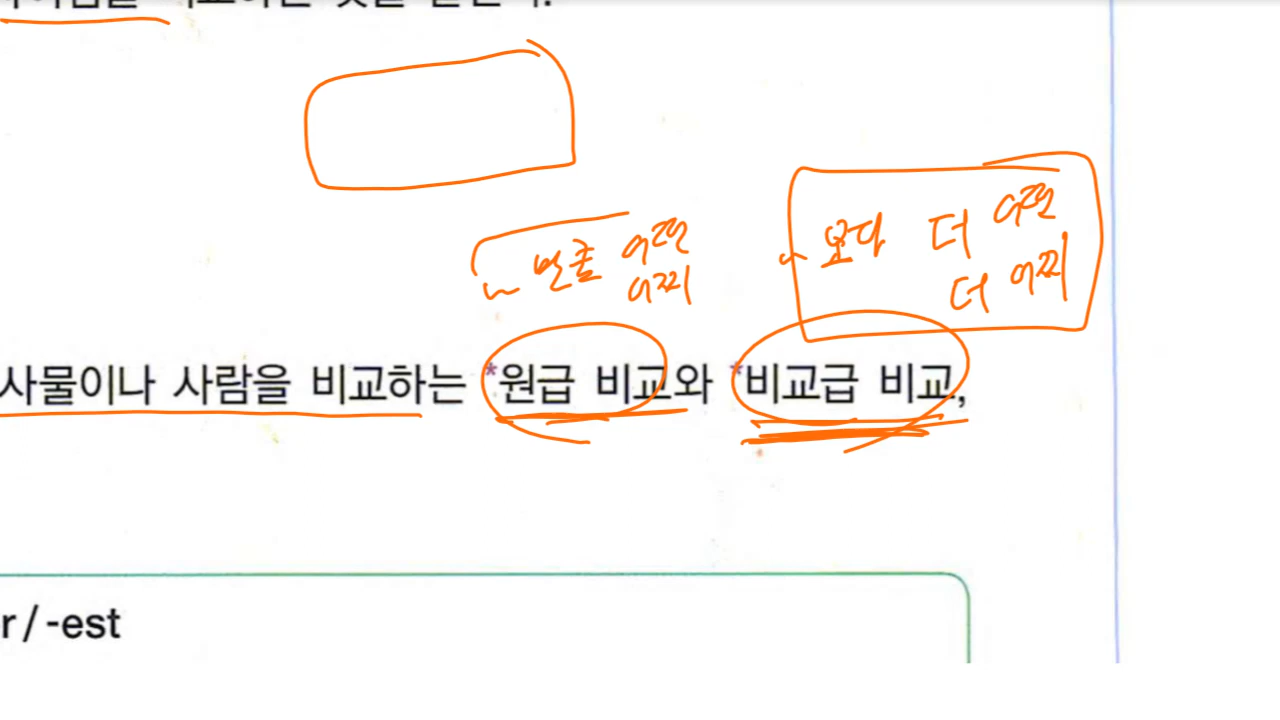 ~만큼 어떤
어찌
~보다 더 어떤
더 어찌
사물이나 사람을 비교하는 *원급 비교와 *비교급 비교,
r / -est